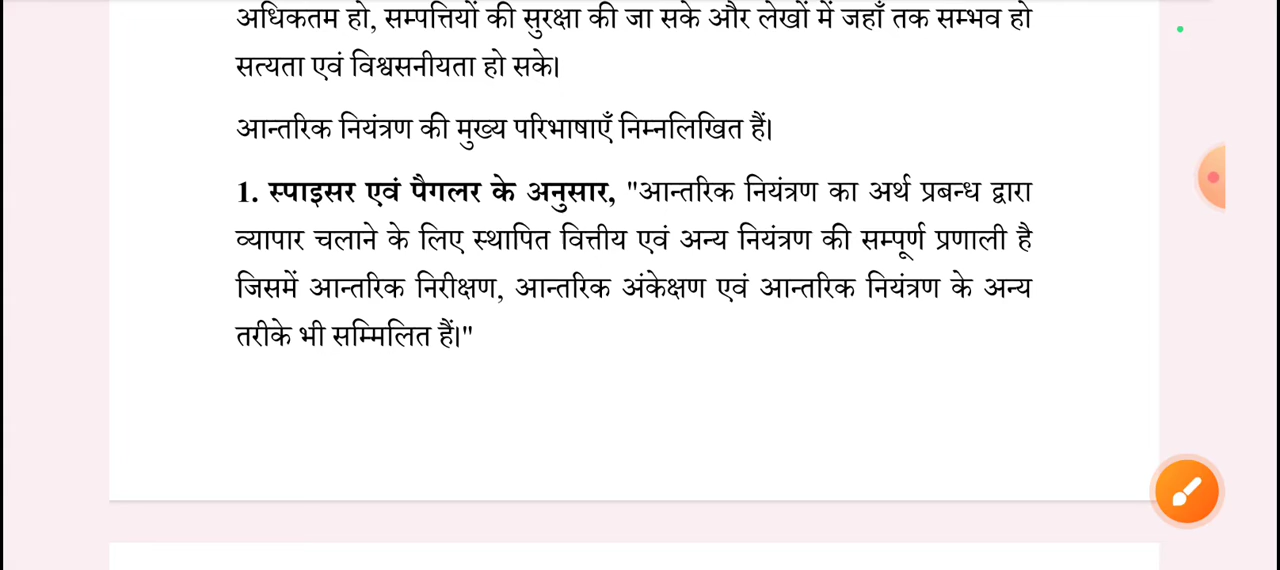 अधिकतम हो, सम्पत्तियों की सुरक्षा की जा सके और लेखों में जहाँ तक सम्भव हो
सत्यता एवं विश्वसनीयता हो सके।
आन्तरिक नियंत्रण की मुख्य परिभाषाएँ निम्नलिखित हैं।
1. स्पाइसर एवं पैगलर के अनुसार, "आन्तरिक नियंत्रण का अर्थ प्रबन्ध द्वारा
व्यापार चलाने के लिए स्थापित वित्तीय एवं अन्य नियंत्रण की सम्पूर्ण प्रणाली है
जिसमें आन्तरिक निरीक्षण, आन्तरिक अंकेक्षण एवं आन्तरिक नियंत्रण के अन्य
तरीके भी सम्मिलित हैं।"